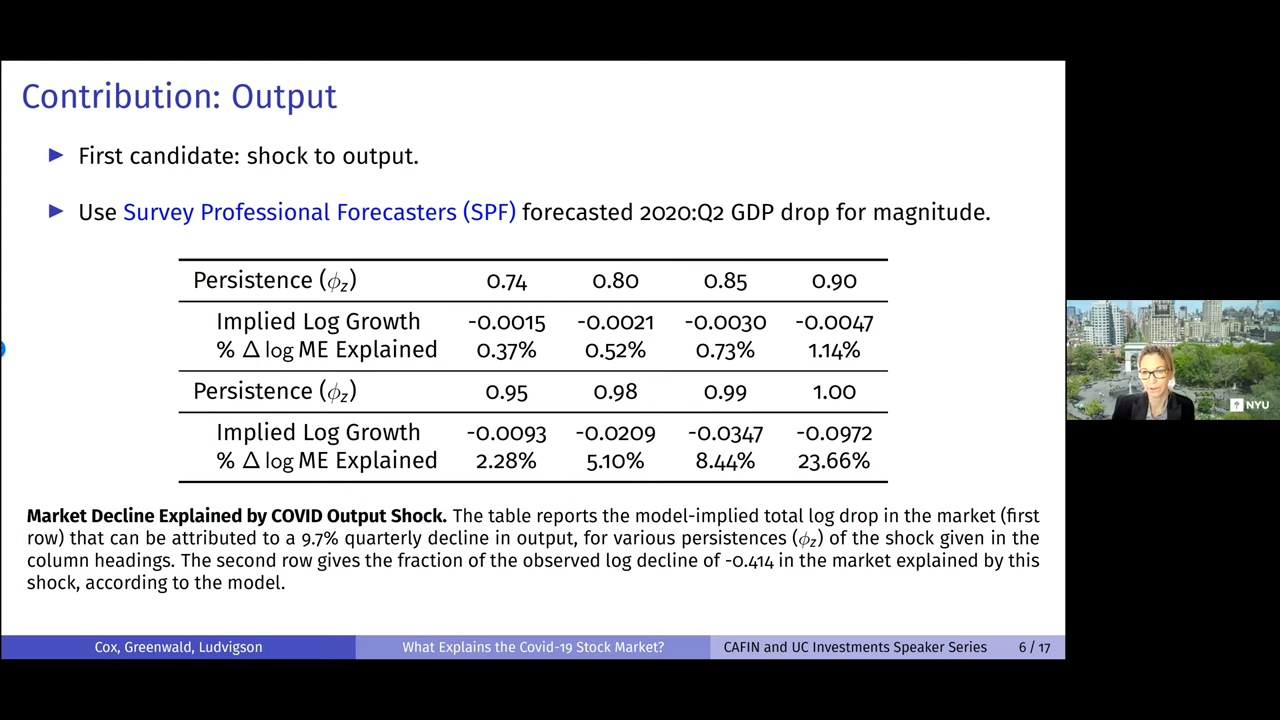 Contribution: Output
▶ First candidate: shock to output.
▶ Use Survey Professional Forecasters (SPF) forecasted 2020:Q2 GDP drop for magnitude.
Persistence (ϕz) 0.74 0.80 0.85 0.90
Implied Log Growth -0.0015 -0.0021 -0.0030 -0.0047
% Δ log ME Explained 0.37% 0.52% 0.73% 1.14%
Persistence (ϕz) 0.95 0.98 0.99 1.00
Implied Log Growth -0.0093 -0.0209 -0.0347 -0.0972
% Δ log ME Explained 2.28% 5.10% 8.44% 23.66%
Market Decline Explained by COVID Output Shock. The table reports the model-implied total log drop in the market (first
row) that can be attributed to a 9.7% quarterly decline in output, for various persistences (ϕz) of the shock given in the
column headings. The second row gives the fraction of the observed log decline of -0.414 in the market explained by this
shock, according to the model.
Cox, Greenwald, Ludvigson What Explains the Covid-19 Stock Market? CAFIN and UC Investments Speaker Series 6 / 17
NYU